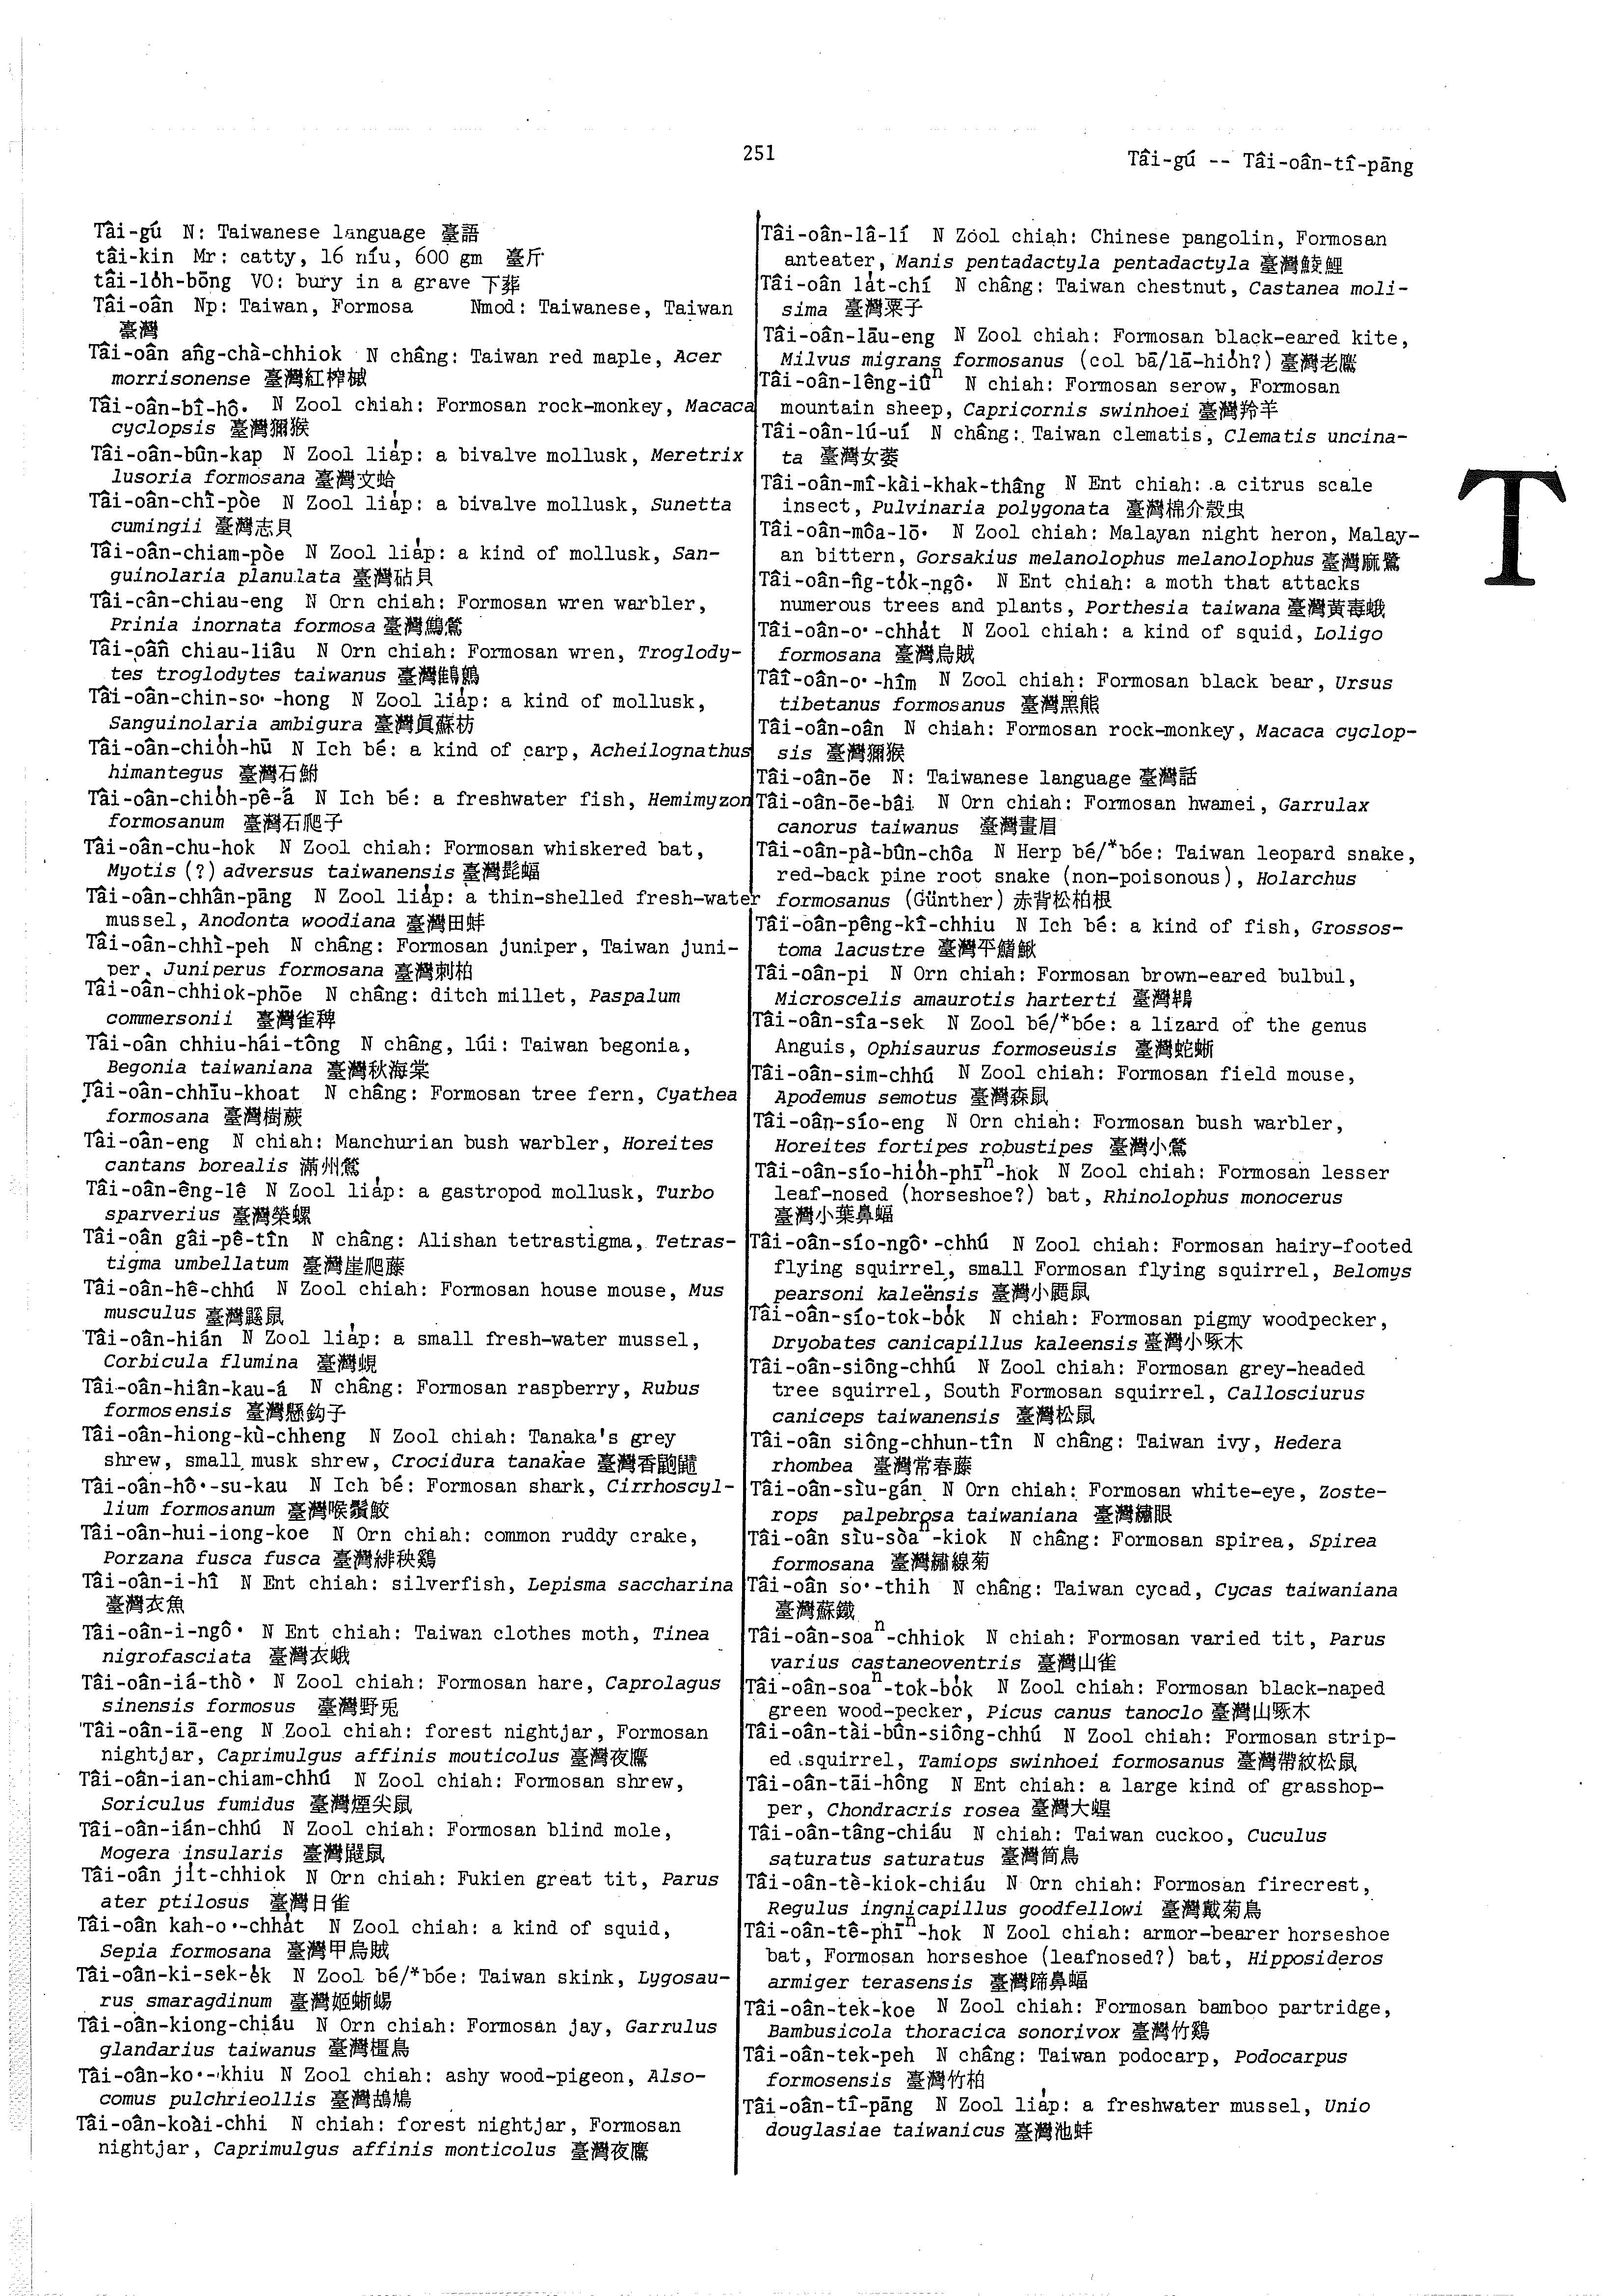 251
Tâi-gú -- Tâi-oân-tî-pāng
Tâi-gú N: Taiwanese language 臺語
tâi-kin Mr: catty, 16 níu, 600 gm 臺斤
tâi-lo̍h-bōng VO: bury in a grave 下葬
Tâi-oân Np: Taiwan, Formosa Nmod: Taiwanese, Taiwan
臺灣
Tâi-oân âng-chà-chhiok N châng: Taiwan red maple, Acer
morrisonense 臺灣紅榨槭
Tâi-oân-bî-hô· N Zool chiah: Formosan rock-monkey, Macaca
cyclopsis 臺灣獼猴
Tâi-oân-bûn-kap N Zool lia̍p: a bivalve mollusk, Meretrix
lusoria formosana 臺灣文蛤
Tâi-oân-chì-pòe N Zool lia̍p: a bivalve mollusk, Sunetta
cumingii 臺灣志貝
Tâi-oân-chiam-pòe N Zool lia̍p: a kind of mollusk, San-
guinolaria planulata 臺灣砧貝
Tâi-oân-chiau-eng N Orn chiah: Formosan wren warbler,
Prinia inornata formosa 臺灣鷦鶯
Tâi-oân chiau-liâu N Orn chiah: Formosan wren, Troglody-
tes troglodytes taiwanus 臺灣鷦鷯
Tâi-oân-chin-so·-hong N Zool lia̍p: a kind of mollusk,
Sanguinolaria ambigura 臺灣眞蘇枋
Tâi-oân-chio̍h-hū N Ich bé: a kind of carp, Acheilognathus
himantegus 臺灣石鮒
Tâi-oân-chio̍h-pê-á N Ich bé: a freshwater fish, Hemimyzon
formosanum 臺灣石爬子
Tâi-oân-chu-hok N Zool chiah: Formosan whiskered bat,
Myotis (?) adversus taiwanensis 臺灣髭蝠
Tâi-oân-chhân-pāng N Zool lia̍p: a thin-shelled fresh-water
mussel, Anodonta woodiana 臺灣田蚌
Tâi-oân-chhì-peh N châng: Formosan juniper, Taiwan juni-
per, Juniperus formosana 臺灣刺柏
Tâi-oân-chhiok-phōe N châng: ditch millet, Paspalum
commersonii 臺灣雀稗
Tâi-oân chhiu-hái-tông N châng, lúi: Taiwan begonia,
Begonia taiwaniana 臺灣秋海棠
Tâi-oân-chhīu-khoat N châng: Formosan tree fern, Cyathea
formosana 臺灣樹蕨
Tâi-oân-eng N chiah: Manchurian bush warbler, Horeites
cantans borealis 滿州鶯
Tâi-oân-êng-lê N Zool lia̍p: a gastropod mollusk, Turbo
sparverius 臺灣榮螺
Tâi-oân gâi-pê-tîn N châng: Alishan tetrastigma, Tetras-
tigma umbellatum 臺灣崖爬藤
Tâi-oân-hê-chhú N Zool chiah: Formosan house mouse, Mus
musculus 臺灣鼷鼠
Tâi-oân-hián N Zool lia̍p: a small fresh-water mussel,
Corbicula flumina 臺灣蜆
Tâi-oân-hiân-kau-á N châng: Formosan raspberry, Rubus
formosensis 臺灣懸鈎子
Tâi-oân-hiong-kù-chheng N Zool chiah: Tanaka's grey
shrew, small musk shrew, Crocidura tanakae 臺灣香鼩鼱
Tâi-oân-hô·-su-kau N Ich bé: Formosan shark, Cirrhoscyl-
lium formosanum 臺灣喉鬚鮫
Tâi-oân-hui-iong-koe N Orn chiah: common ruddy crake,
Porzana fusca fusca 臺灣緋秧鷄
Tâi-oân-i-hî N Ent chiah: silverfish, Lepisma saccharina
臺灣衣魚
Tâi-oân-i-ngô· N Ent chiah: Taiwan clothes moth, Tinea
nigrofasciata 臺灣衣蛾
Tâi-oân-iá-thò· N Zool chiah: Formosan hare, Caprolagus
sinensis formosus 臺灣野兎
Tâi-oân-iā-eng N Zool chiah: forest nightjar, Formosan
nightjar, Caprimulgus affinis mouticolus 臺灣夜鷹
Tâi-oân-ian-chiam-chhú N Zool chiah: Formosan shrew,
Soriculus fumidus 臺灣煙尖鼠
Tâi-oân-ián-chhú N Zool chiah: Formosan blind mole,
Mogera insularis 臺灣鼴鼠
Tâi-oân ji̍t-chhiok N Orn chiah: Fukien great tit, Parus
ater ptilosus 臺灣日雀
Tâi-oân kah-o·-chha̍t N Zool chiah: a kind of squid,
Sepia formosana 臺灣甲烏賊
Tâi-oân-ki-sek-e̍k N Zool bé/*bóe: Taiwan skink, Lygosau-
rus smaragdinum 臺灣姬蜥蜴
Tâi-oân-kiong-chiáu N Orn chiah: Formosan jay, Garrulus
glandarius taiwanus 臺灣橿鳥
Tâi-oân-ko·-khiu N Zool chiah: ashy wood-pigeon, Also-
comus pulchrieollis 臺灣鴣鳩
Tâi-oân-koài-chhi N chiah: forest nightjar, Formosan
nightjar, Caprimulgus affinis monticolus 臺灣夜鷹
Tâi-oân-lâ-lí N Zool chiah: Chinese pangolin, Formosan
anteater, Manis pentadactyla pentadactyla 臺灣鯪鯉
Tâi-oân la̍t-chí N châng: Taiwan chestnut, Castanea moli-
sima 臺灣栗子
Tâi-oân-lāu-eng N Zool chiah: Formosan black-eared kite,
Milvus migrans formosanus (col bā/lā-hio̍h?) 臺灣老鷹
Tâi-oân-lêng-iûⁿ N chiah: Formosan serow, Formosan
mountain sheep, Capricornis swinhoei 臺灣羚羊
Tâi-oân-lú-uí N châng: Taiwan clematis, Clematis uncina-
ta 臺灣女萎
Tâi-oân-mî-kài-khak-thâng N Ent chiah: a citrus scale
insect, Pulvinaria polygonata 臺灣棉介殼虫
Tâi-oân-môa-lō· N Zool chiah: Malayan night heron, Malay-
an bittern, Gorsakius melanolophus melanolophus 臺灣麻鷺
Tâi-oân-n̂g-to̍k-ngô· N Ent chiah: a moth that attacks
numerous trees and plants, Porthesia taiwana 臺灣黃毒蛾
Tâi-oân-o·-chha̍t N Zool chiah: a kind of squid, Loligo
formosana 臺灣烏賊
Tâi-oân-o·-hîm N Zool chiah: Formosan black bear, Ursus
tibetanus formosanus 臺灣黑熊
Tâi-oân-oân N chiah: Formosan rock-monkey, Macaca cyclop-
sis 臺灣獼猴
Tâi-oân-ōe N: Taiwanese language 臺灣話
Tâi-oân-ōe-bâi N Orn chiah: Formosan hwamei, Garrulax
canorus taiwanus 臺灣畫眉
Tâi-oân-pà-bûn-chôa N Herp bé/*bóe: Taiwan leopard snake,
red-back pine root snake (non-poisonous), Holarchus
formosanus (Günther) 赤背松柏根
Tâi-oân-pêng-kî-chhiu N Ich bé: a kind of fish, Grossos-
toma lacustre 臺灣平鰭鰍
Tâi-oân-pi N Orn chiah: Formosan brown-eared bulbul,
Microscelis amaurotis harterti 臺灣鵯
Tâi-oân-sîa-sek N Zool bé/*bóe: a lizard of the genus
Anguis, Ophisaurus formoseusis 臺灣蛇蜥
Tâi-oân-sim-chhú N Zool chiah: Formosan field mouse,
Apodemus semotus 臺灣森鼠
Tâi-oân-sío-eng N Orn chiah: Formosan bush warbler,
Horeites fortipes robustipes 臺灣小鶯
Tâi-oân-sío-hio̍h-phīⁿ-hok N Zool chiah: Formosan lesser
leaf-nosed (horseshoe?) bat, Rhinolophus monocerus
臺灣小葉鼻蝠
Tâi-oân-sío-ngô·-chhú N Zool chiah: Formosan hairy-footed
flying squirrel, small Formosan flying squirrel, Belomys
pearsoni kaleënsis 臺灣小鼯鼠
Tâi-oân-sío-tok-bo̍k N chiah: Formosan pigmy woodpecker,
Dryobates canicapillus kaleensis 臺灣小啄木
Tâi-oân-siông-chhú N Zool chiah: Formosan grey-headed
tree squirrel, South Formosan squirrel, Callosciurus
caniceps taiwanensis 臺灣松鼠
Tâi-oân siông-chhun-tîn N châng: Taiwan ivy, Hedera
rhombea 臺灣常春藤
Tâi-oân-sìu-gán N Orn chiah: Formosan white-eye, Zoste-
rops palpebrosa taiwaniana 臺灣繡眼
Tâi-oân sìu-sòaⁿ-kiok N châng: Formosan spirea, Spirea
formosana 臺灣繡線菊
Tâi-oân so·-thih N châng: Taiwan cycad, Cycas taiwaniana
臺灣蘇鐵
Tâi-oân-soaⁿ-chhiok N chiah: Formosan varied tit, Parus
varius castaneoventris 臺灣山雀
Tâi-oân-soaⁿ-tok-bo̍k N Zool chiah: Formosan black-naped
green wood-pecker, Picus canus tanoclo 臺灣山啄木
Tâi-oân-tài-bûn-siông-chhú N Zool chiah: Formosan strip-
ed squirrel, Tamiops swinhoei formosanus 臺灣帶紋松鼠
Tâi-oân-tāi-hông N Ent chiah: a large kind of grasshop-
per, Chondracris rosea 臺灣大蝗
Tâi-oân-tâng-chiáu N chiah: Taiwan cuckoo, Cuculus
saturatus saturatus 臺灣筒鳥
Tâi-oân-tè-kiok-chiáu N Orn chiah: Formosan firecrest,
Regulus ingnicapillus goodfellowi 臺灣戴菊鳥
Tâi-oân-tê-phīⁿ-hok N Zool chiah: armor-bearer horseshoe
bat, Formosan horseshoe (leafnosed?) bat, Hipposideros
armiger terasensis 臺灣蹄鼻蝠
Tâi-oân-tek-koe N Zool chiah: Formosan bamboo partridge,
Bambusicola thoracica sonorivox 臺灣竹鷄
Tâi-oân-tek-peh N châng: Taiwan podocarp, Podocarpus
formosensis 臺灣竹柏
Tâi-oân-tî-pāng N Zool lia̍p: a freshwater mussel, Unio
douglasiae taiwanicus 臺灣池蚌
T